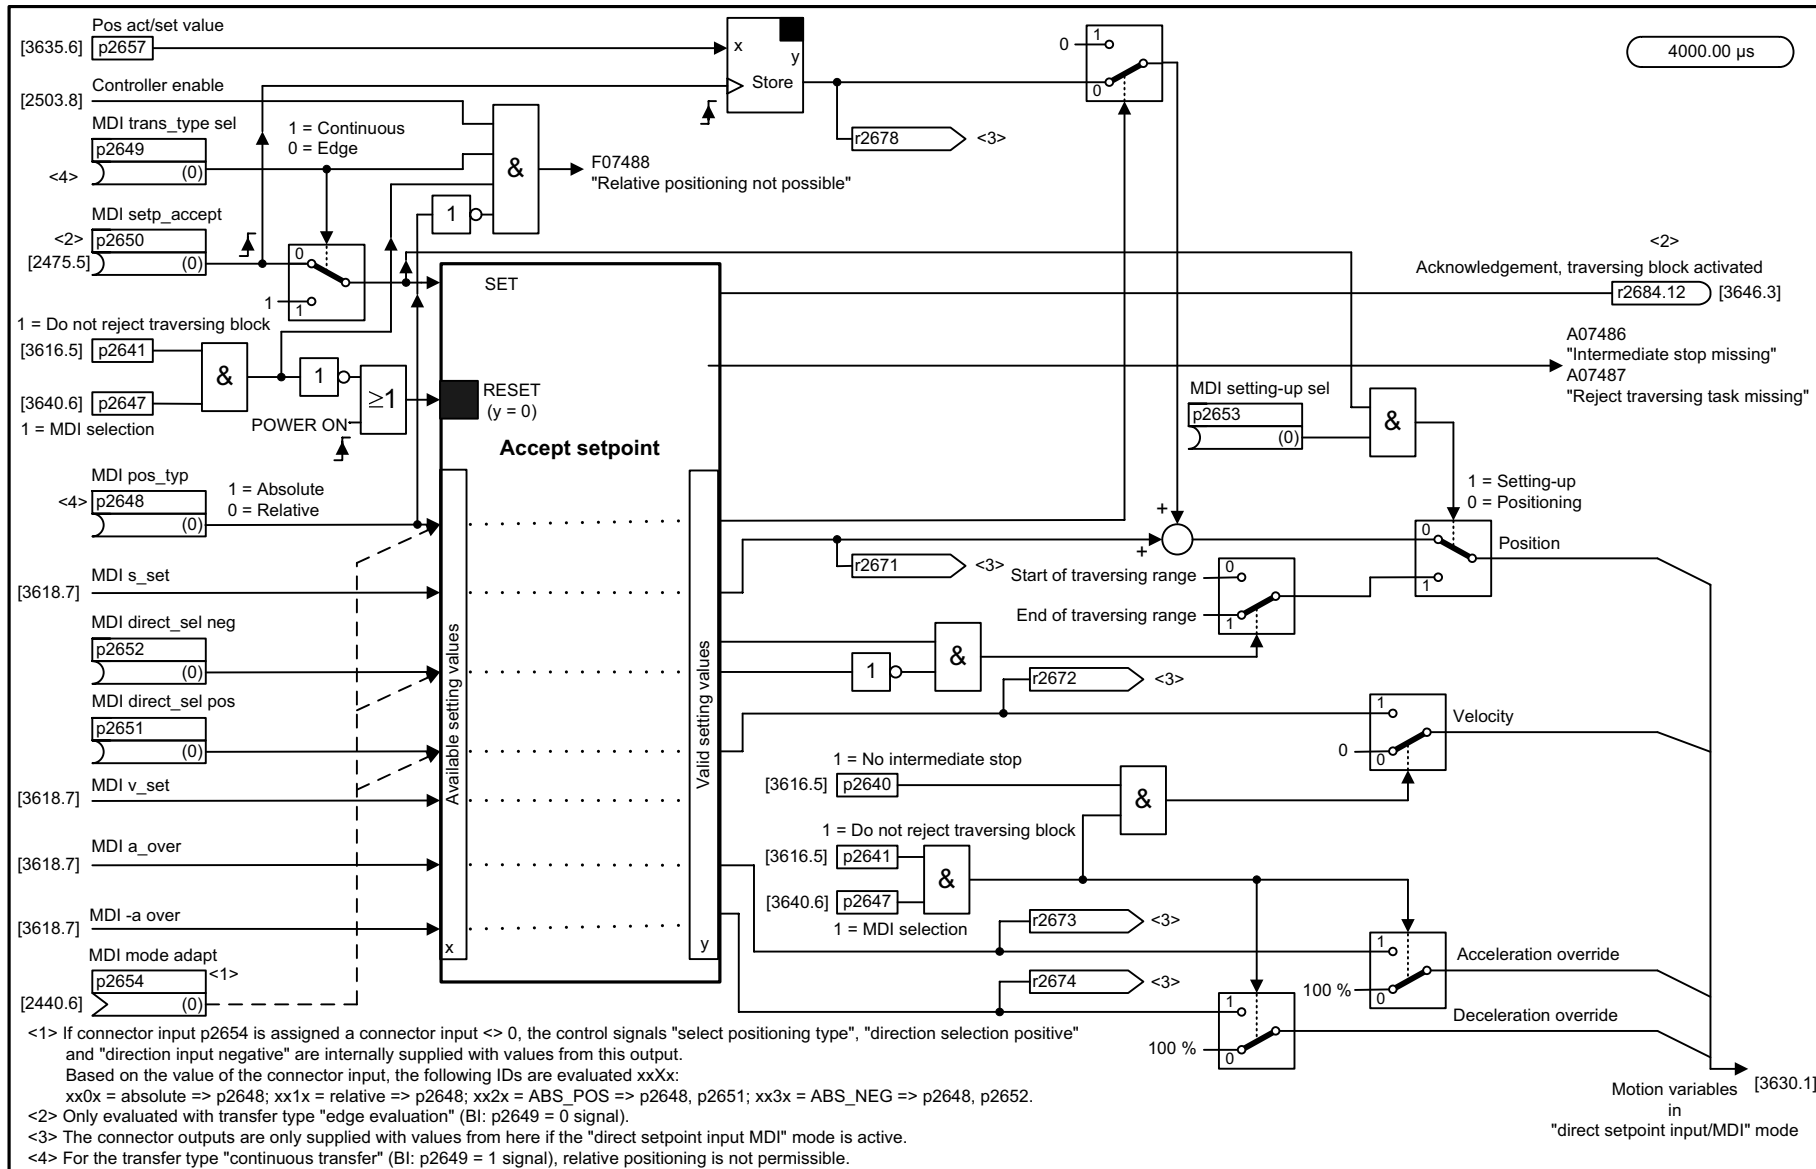 Pos act/set value
[3635.6] p2657
x
y
Store
1
0
0
4000.00 µs
Controller enable
[2503.8]
MDI trans_type sel
p2649
(0)
<4>
1 = Continuous
0 = Edge
&
F07488
"Relative positioning not possible"
r2678 <3>
1
MDI setp_accept
<2> p2650
[2475.5] (0)
0
1
1
SET
<2>
Acknowledgement, traversing block activated
r2684.12 [3646.3]
1 = Do not reject traversing block
[3616.5] p2641
&
[3640.6] p2647
1 = MDI selection
1
≥1
POWER ON
RESET
(y = 0)
Accept setpoint
A07486
"Intermediate stop missing"
A07487
"Reject traversing task missing"
MDI setting-up sel
p2653
(0)
&
MDI pos_typ
<4> p2648
(0)
1 = Absolute
0 = Relative
1 = Setting-up
0 = Positioning
+
+
0
1
Position
r2671 <3>
MDI s_set
[3618.7]
Start of traversing range
0
End of traversing range
1
MDI direct_sel neg
p2652
(0)
Available setting values
Valid setting values
1
&
r2672 <3>
MDI direct_sel pos
p2651
(0)
1
Velocity
0
0
MDI v_set
[3618.7]
1 = No intermediate stop
[3616.5] p2640
&
MDI a_over
[3618.7]
1 = Do not reject traversing block
[3616.5] p2641
&
[3640.6] p2647
1 = MDI selection
MDI -a over
[3618.7]
x
y
r2673 <3>
1
Acceleration override
100 %
0
MDI mode adapt
p2654 <1>
[2440.6] (0)
r2674 <3>
1
Deceleration override
100 %
0
Motion variables [3630.1]
in
"direct setpoint input/MDI" mode
<1> If connector input p2654 is assigned a connector input <> 0, the control signals "select positioning type", "direction selection positive"
and "direction input negative" are internally supplied with values from this output.
Based on the value of the connector input, the following IDs are evaluated xxXx:
xx0x = absolute => p2648; xx1x = relative => p2648; xx2x = ABS_POS => p2648, p2651; xx3x = ABS_NEG => p2648, p2652.
<2> Only evaluated with transfer type "edge evaluation" (BI: p2649 = 0 signal).
<3> The connector outputs are only supplied with values from here if the "direct setpoint input MDI" mode is active.
<4> For the transfer type "continuous transfer" (BI: p2649 = 1 signal), relative positioning is not permissible.